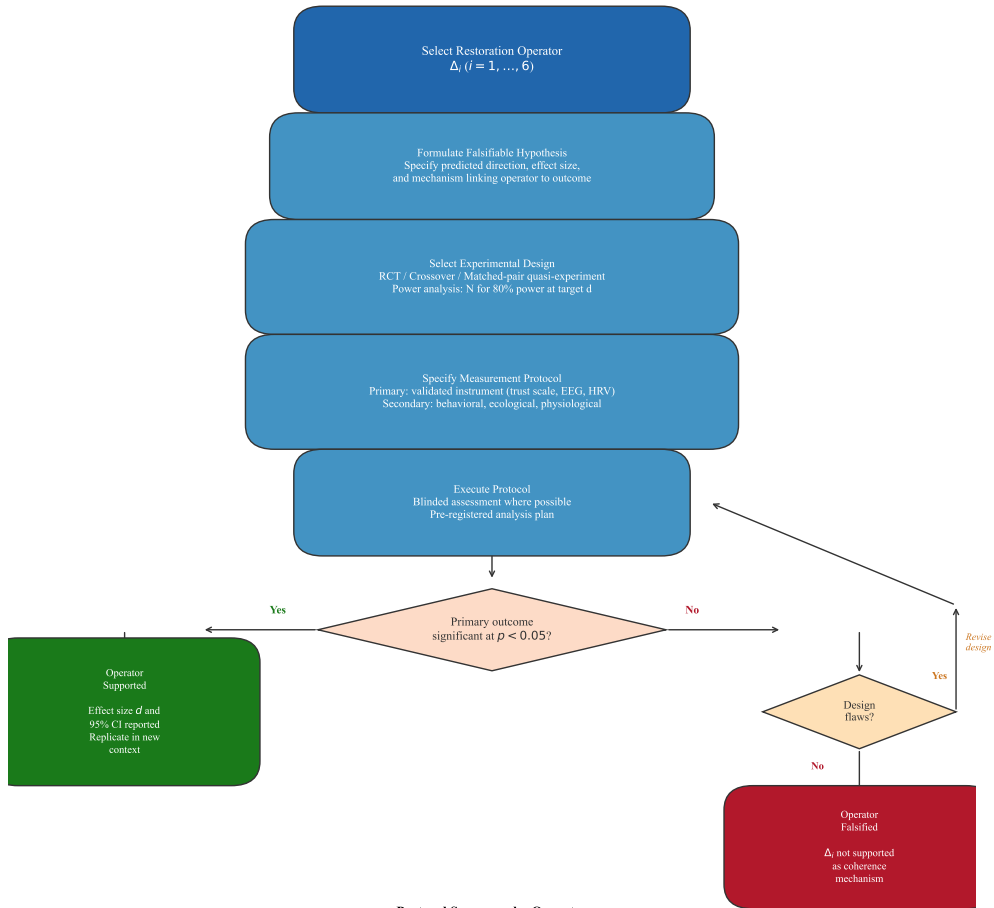 Select Restoration Operator
Δi (i = 1, …, 6)
Formulate Falsifiable Hypothesis
Specify predicted direction, effect size,
and mechanism linking operator to outcome
Select Experimental Design
RCT / Crossover / Matched-pair quasi-experiment
Power analysis: N for 80% power at target d
Specify Measurement Protocol
Primary: validated instrument (trust scale, EEG, HRV)
Secondary: behavioral, ecological, physiological
Execute Protocol
Blinded assessment where possible
Pre-registered analysis plan
Yes
Primary outcome
significant at p < 0.05?
No
Revise
design
Yes
Operator
Supported
Effect size d and
95% CI reported
Replicate in new
context
Design
flaws?
No
Operator
Falsified
Δi not supported
as coherence
mechanism